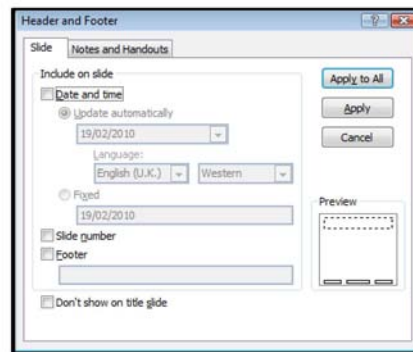 Header and Footer
Slide
Notes and Handouts
Include on slide
Date and time
Update automatically
19/02/2010
Language:
English (U.K.)
Western
Fixed
19/02/2010
Slide number
Footer
Don't show on title slide
Apply to All
Apply
Cancel
Preview